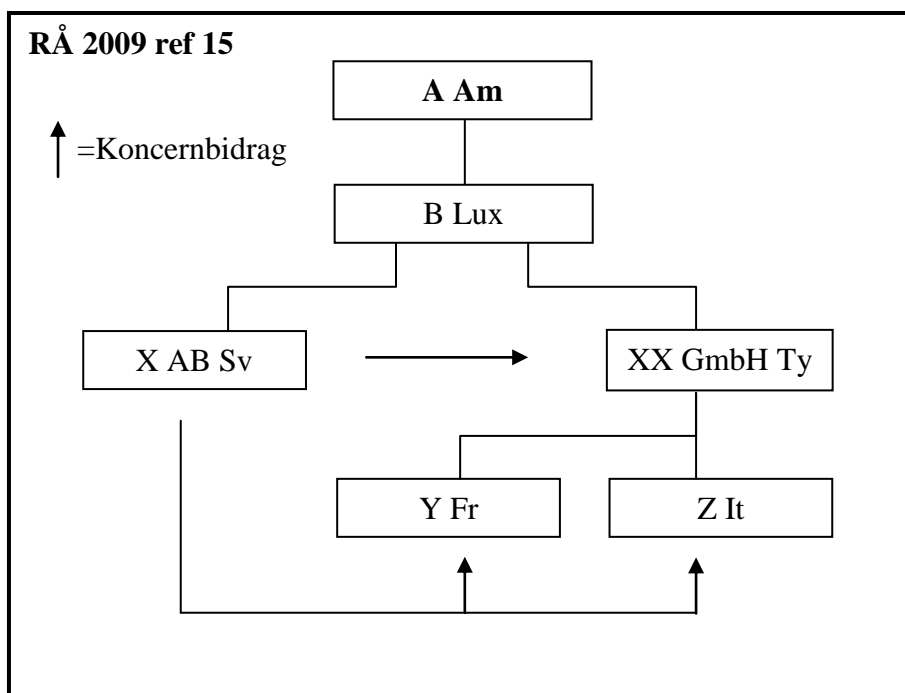 RÅ 2009 ref 15
A Am
=Koncernbidrag
B Lux
X AB Sv
XX GmbH Ty
Y Fr
Z It